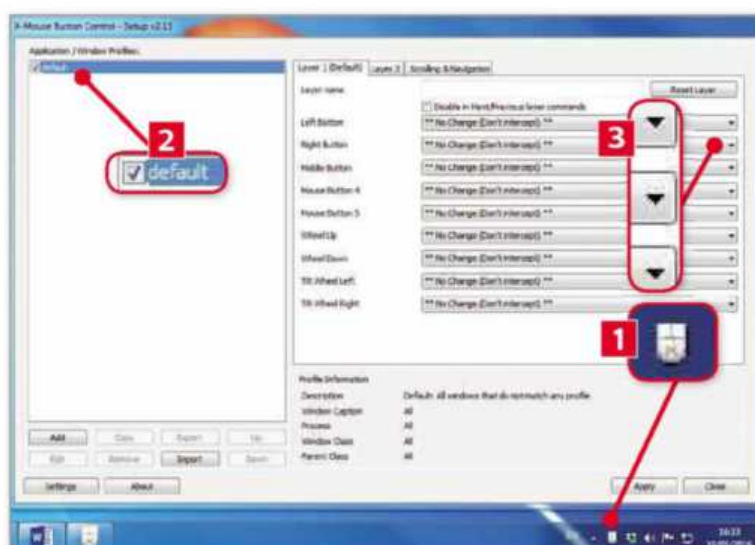 X-Mouse Button Control - Setup v2.13
Application / Window Profiles:
default
Layer 1 (Default) Layer 2 Scrolling & Navigation
Layer name
Reset Layer
Disable in Next/Previous layer commands
Left Button ** No Change (Don't intercept) **
Right Button ** No Change (Don't intercept) **
Middle Button ** No Change (Don't intercept) **
Mouse Button 4 ** No Change (Don't intercept) **
Mouse Button 5 ** No Change (Don't intercept) **
Wheel Up ** No Change (Don't intercept) **
Wheel Down ** No Change (Don't intercept) **
Tilt Wheel Left ** No Change (Don't intercept) **
Tilt Wheel Right ** No Change (Don't intercept) **
2
default
3
1
Profile Information
Description Default: All windows that do not match any profile
Window Caption All
Process All
Window Class All
Parent Class All
Add Copy Export Up
Edit Remove Import Down
Settings About
Apply Close
16:33